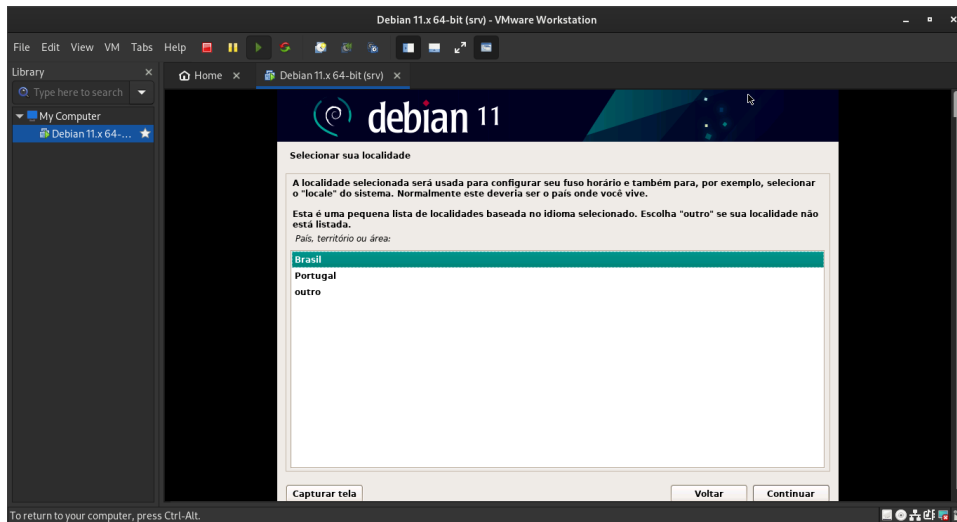 Debian 11.x 64-bit (srv) - VMware Workstation
File Edit View VM Tabs Help
Library
Home
Debian 11.x 64-bit (srv)
Type here to search
My Computer
Debian 11.x 64-...
debian 11
Selecionar sua localidade
A localidade selecionada será usada para configurar seu fuso horário e também para, por exemplo, selecionar
o "locale" do sistema. Normalmente este deveria ser o país onde você vive.
Esta é uma pequena lista de localidades baseada no idioma selecionado. Escolha "outro" se sua localidade não
está listada.
País, território ou área:
Brasil
Portugal
outro
Capturar tela
Voltar
Continuar
To return to your computer, press Ctrl-Alt.